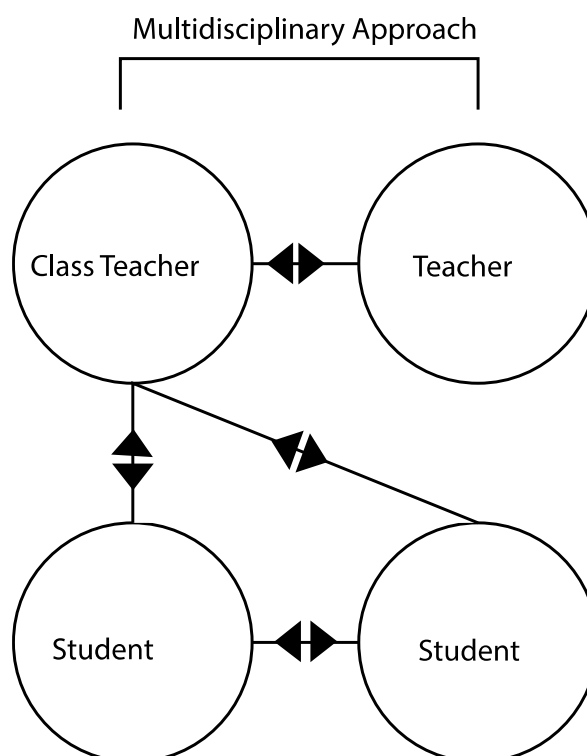 Multidisciplinary Approach
Class Teacher
Teacher
Student
Student